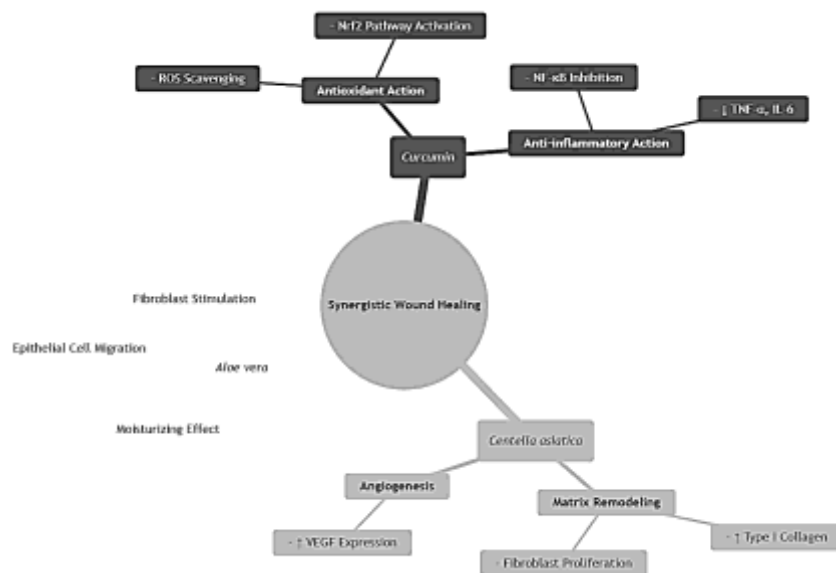 - Nrf2 Pathway Activation
- ROS Scavenging
Antioxidant Action
- NF-κB Inhibition
- ↓ TNF-α, IL-6
Anti-inflammatory Action
Curcumin
Synergistic Wound Healing
Fibroblast Stimulation
Epithelial Cell Migration
Aloe vera
Moisturizing Effect
Centella asiatica
Angiogenesis
Matrix Remodeling
- ↑ VEGF Expression
- ↑ Type I Collagen
- Fibroblast Proliferation